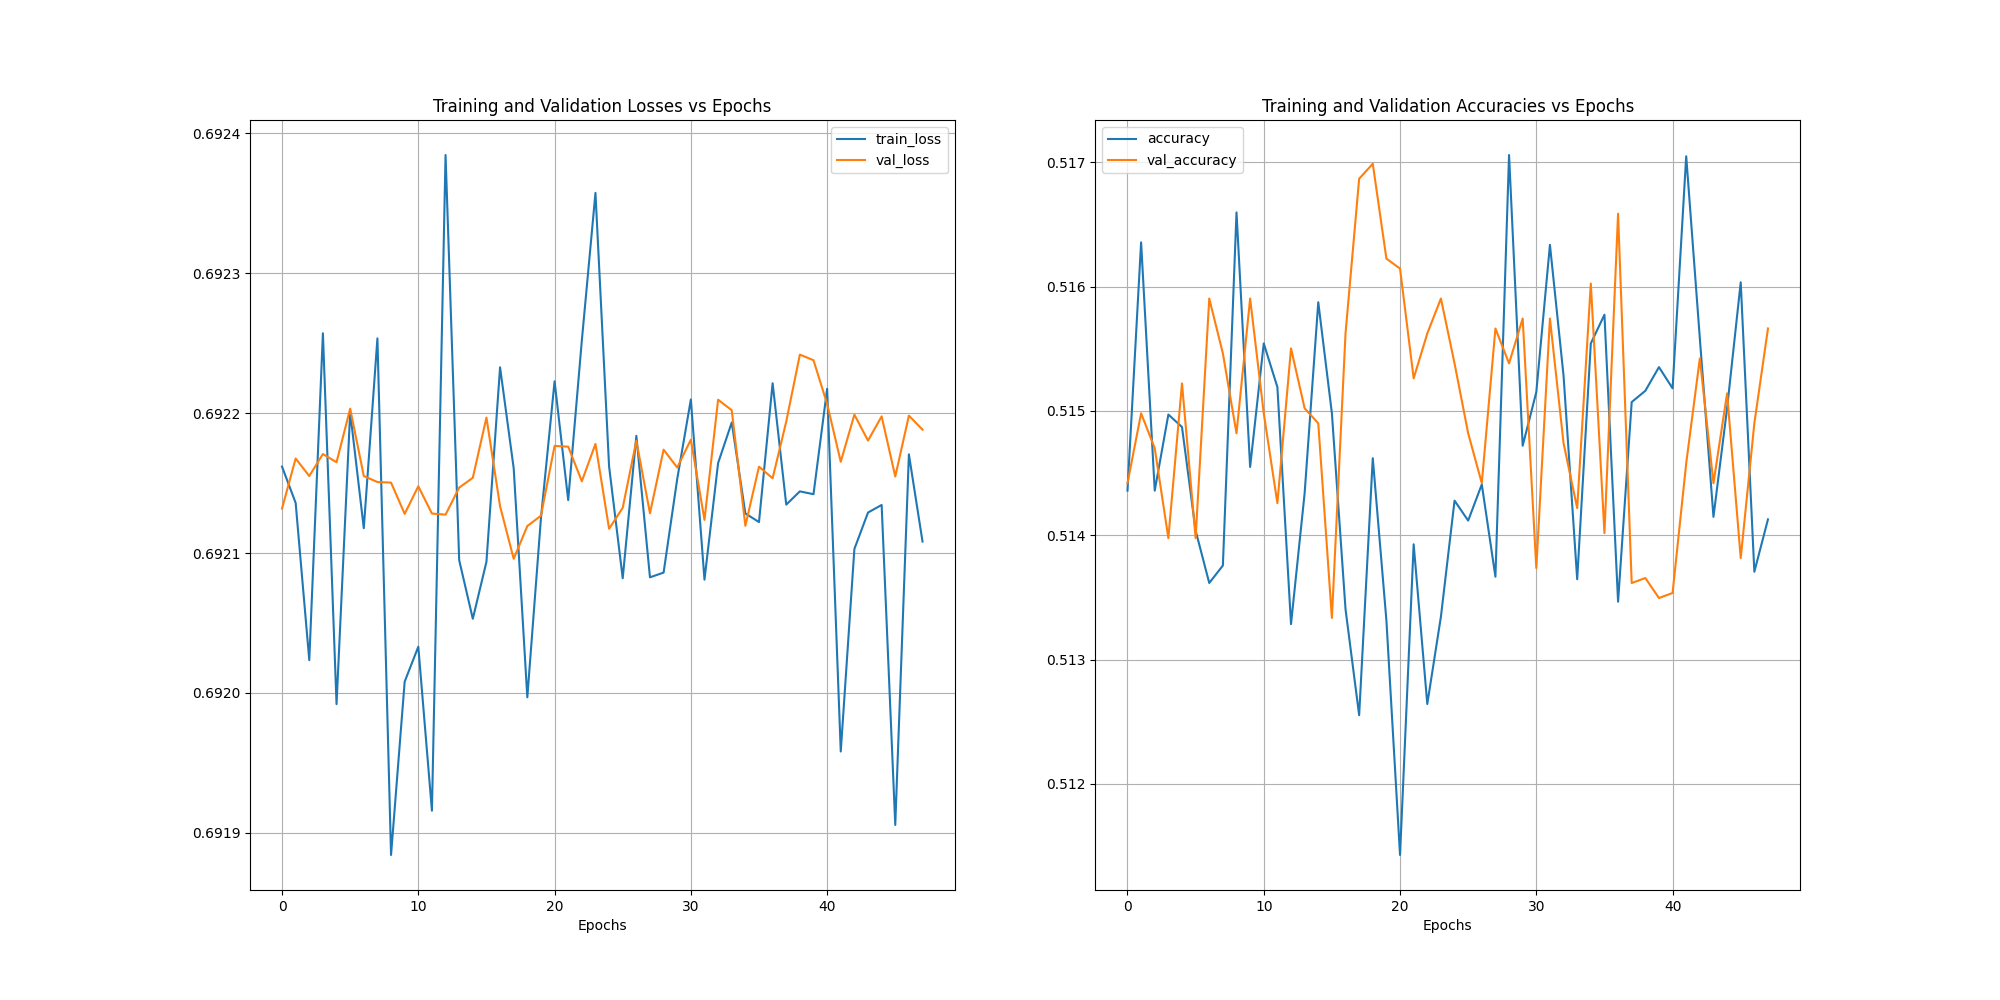 Training and Validation Losses vs Epochs
train_loss
val_loss
0.6924
0.6923
0.6922
0.6921
0.6920
0.6919
0 10 20 30 40
Epochs
Training and Validation Accuracies vs Epochs
accuracy
val_accuracy
0.517
0.516
0.515
0.514
0.513
0.512
0 10 20 30 40
Epochs